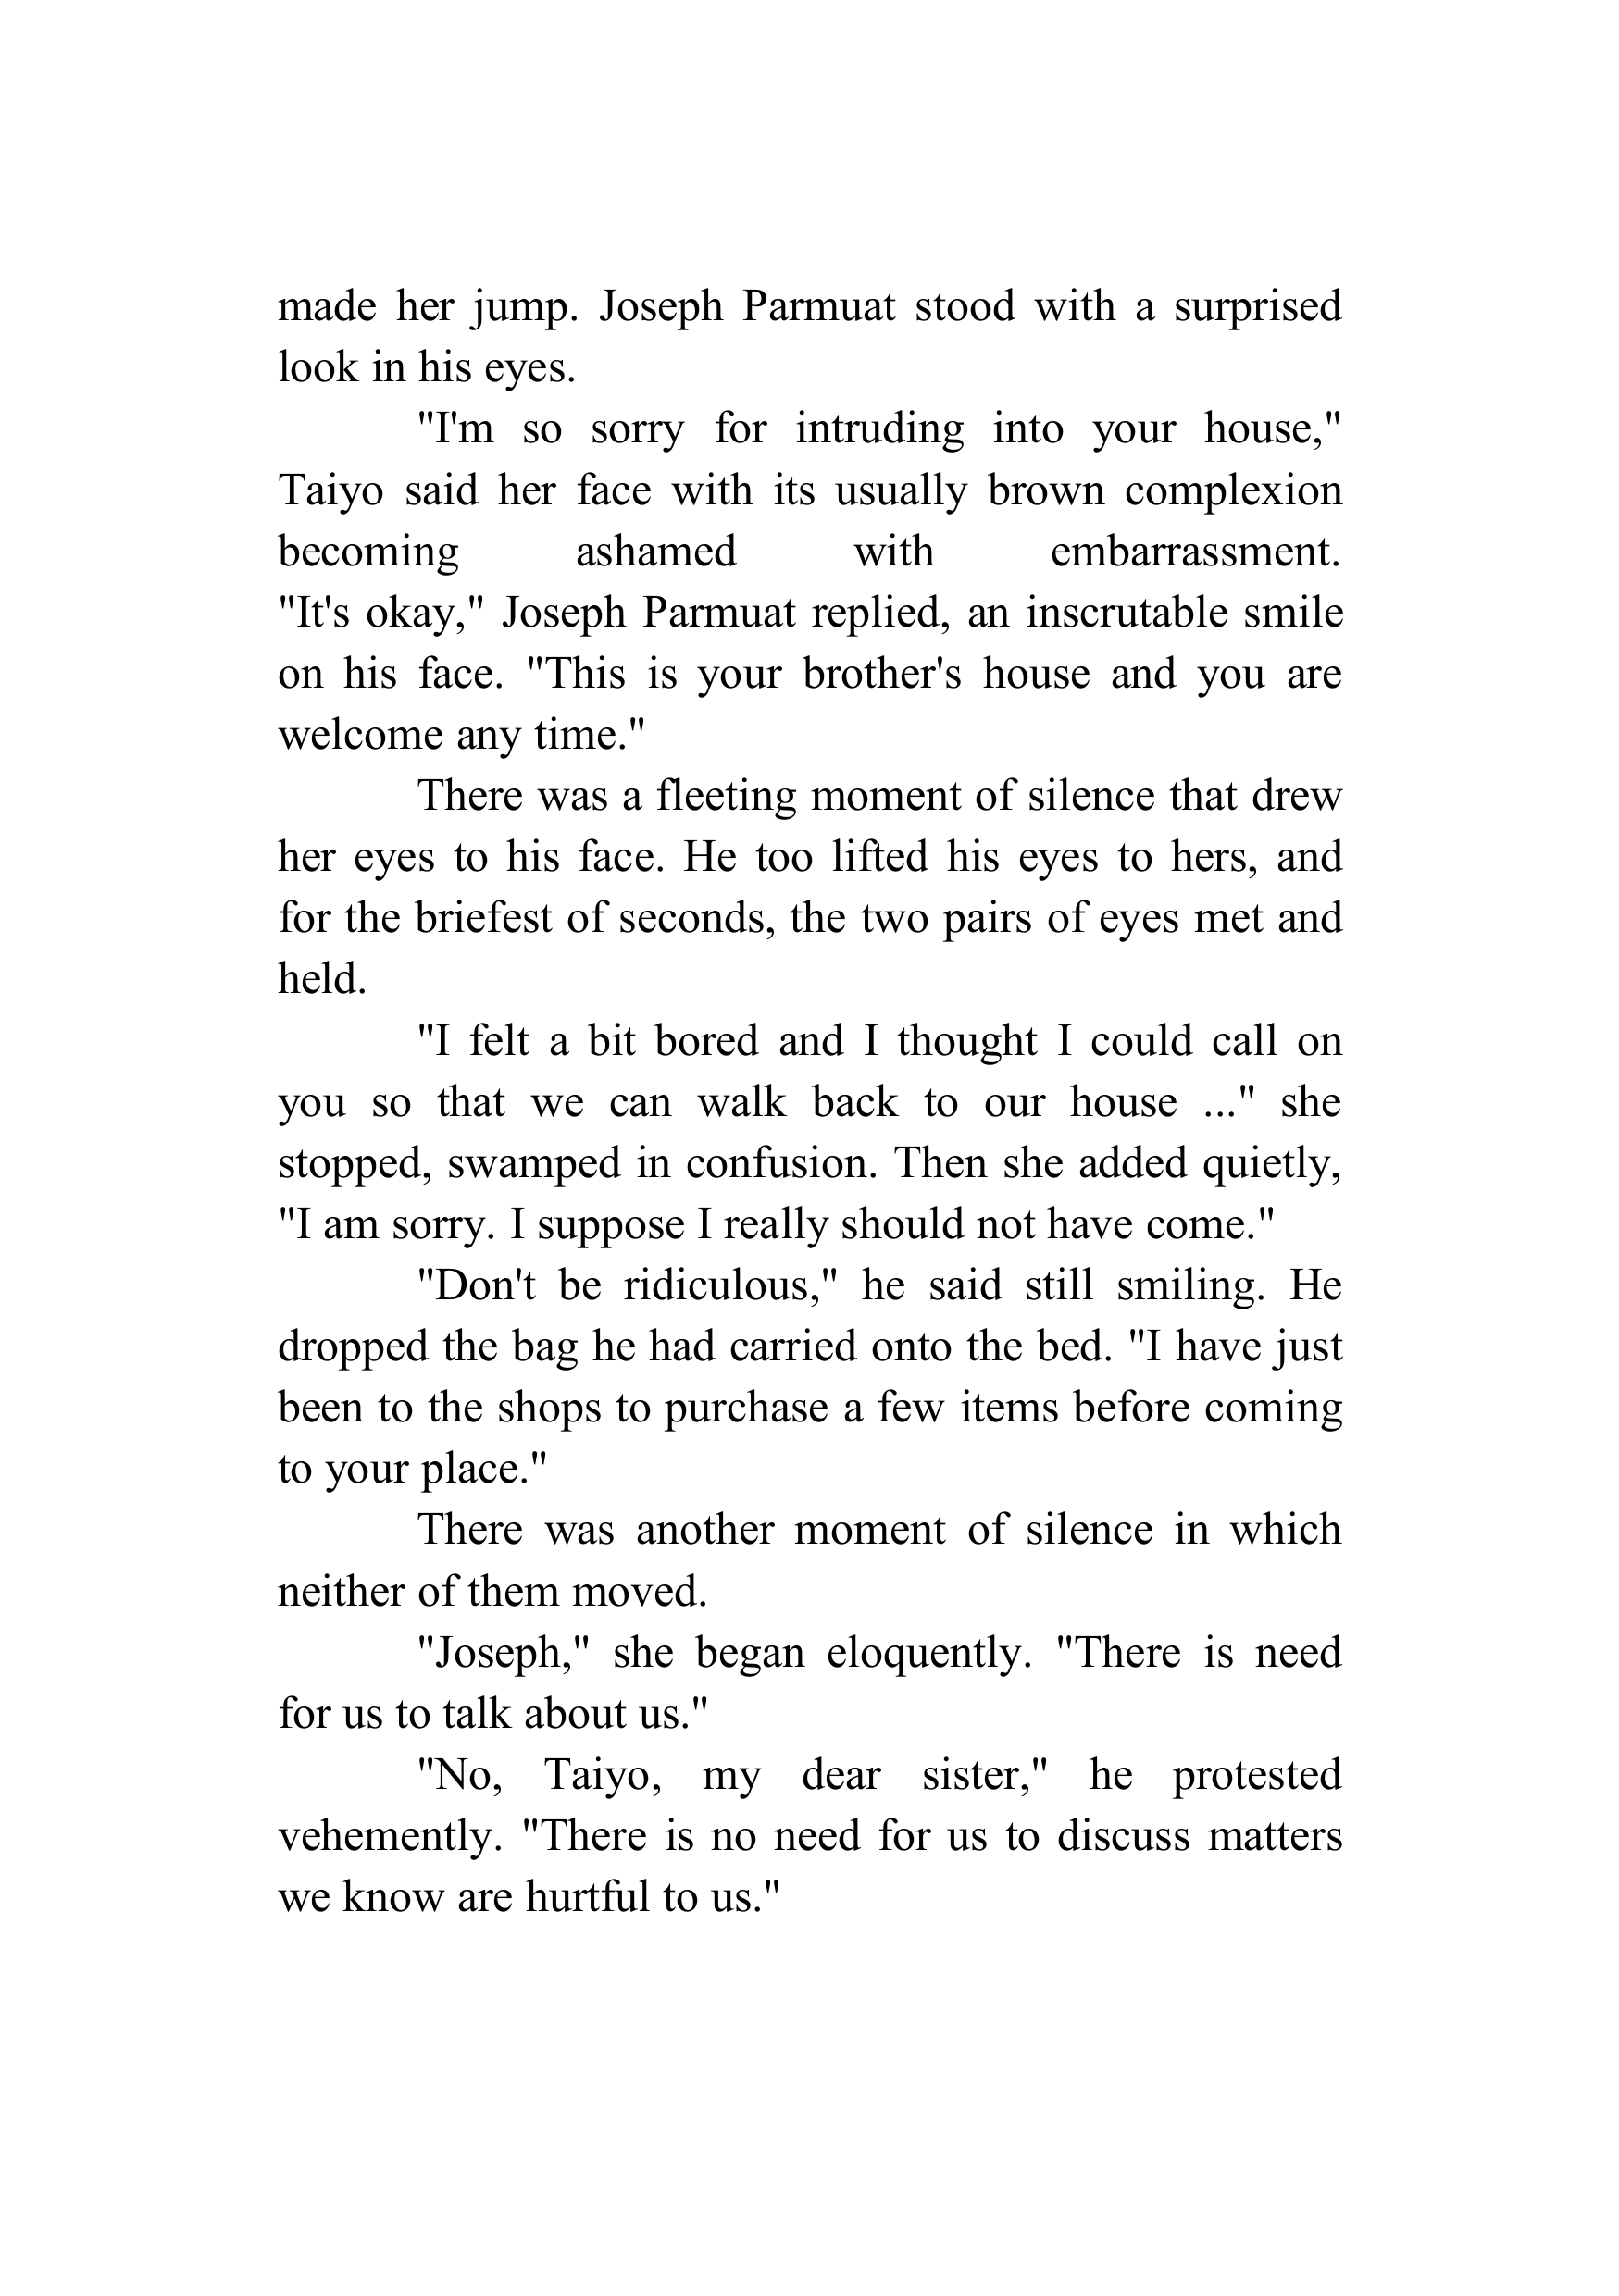 made her jump. Joseph Parmuat stood with a surprised
look in his eyes.
"I'm so sorry for intruding into your house,"
Taiyo said her face with its usually brown complexion
becoming ashamed with embarrassment.
"It's okay," Joseph Parmuat replied, an inscrutable smile
on his face. "This is your brother's house and you are
welcome any time."
There was a fleeting moment of silence that drew
her eyes to his face. He too lifted his eyes to hers, and
for the briefest of seconds, the two pairs of eyes met and
held.
"I felt a bit bored and I thought I could call on
you so that we can walk back to our house ..." she
stopped, swamped in confusion. Then she added quietly,
"I am sorry. I suppose I really should not have come."
"Don't be ridiculous," he said still smiling. He
dropped the bag he had carried onto the bed. "I have just
been to the shops to purchase a few items before coming
to your place."
There was another moment of silence in which
neither of them moved.
"Joseph," she began eloquently. "There is need
for us to talk about us."
"No, Taiyo, my dear sister," he protested
vehemently. "There is no need for us to discuss matters
we know are hurtful to us."